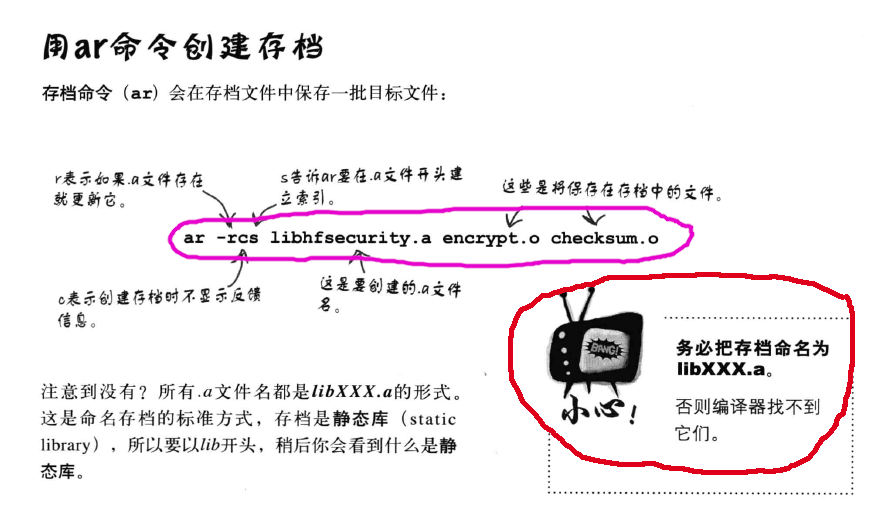 用ar命令创建存档
存档命令（ar）会在存档文件中保存一批目标文件：
r表示如果.a文件存在
就更新它。
s告诉ar要在.a文件开头建
立索引。
这些是将保存在存档中的文件。
ar -rcs libhfsecurity.a encrypt.o checksum.o
c表示创建存档时不显示反馈
信息。
这是要创建的.a文件
名。
注意到没有？所有.a文件名都是libXXX.a的形式。
这是命名存档的标准方式，存档是静态库（static
library），所以要以lib开头，稍后你会看到什么是静
态库。
BANG!
小心！
务必把存档命名为
libXXX.a。
否则编译器找不到
它们。